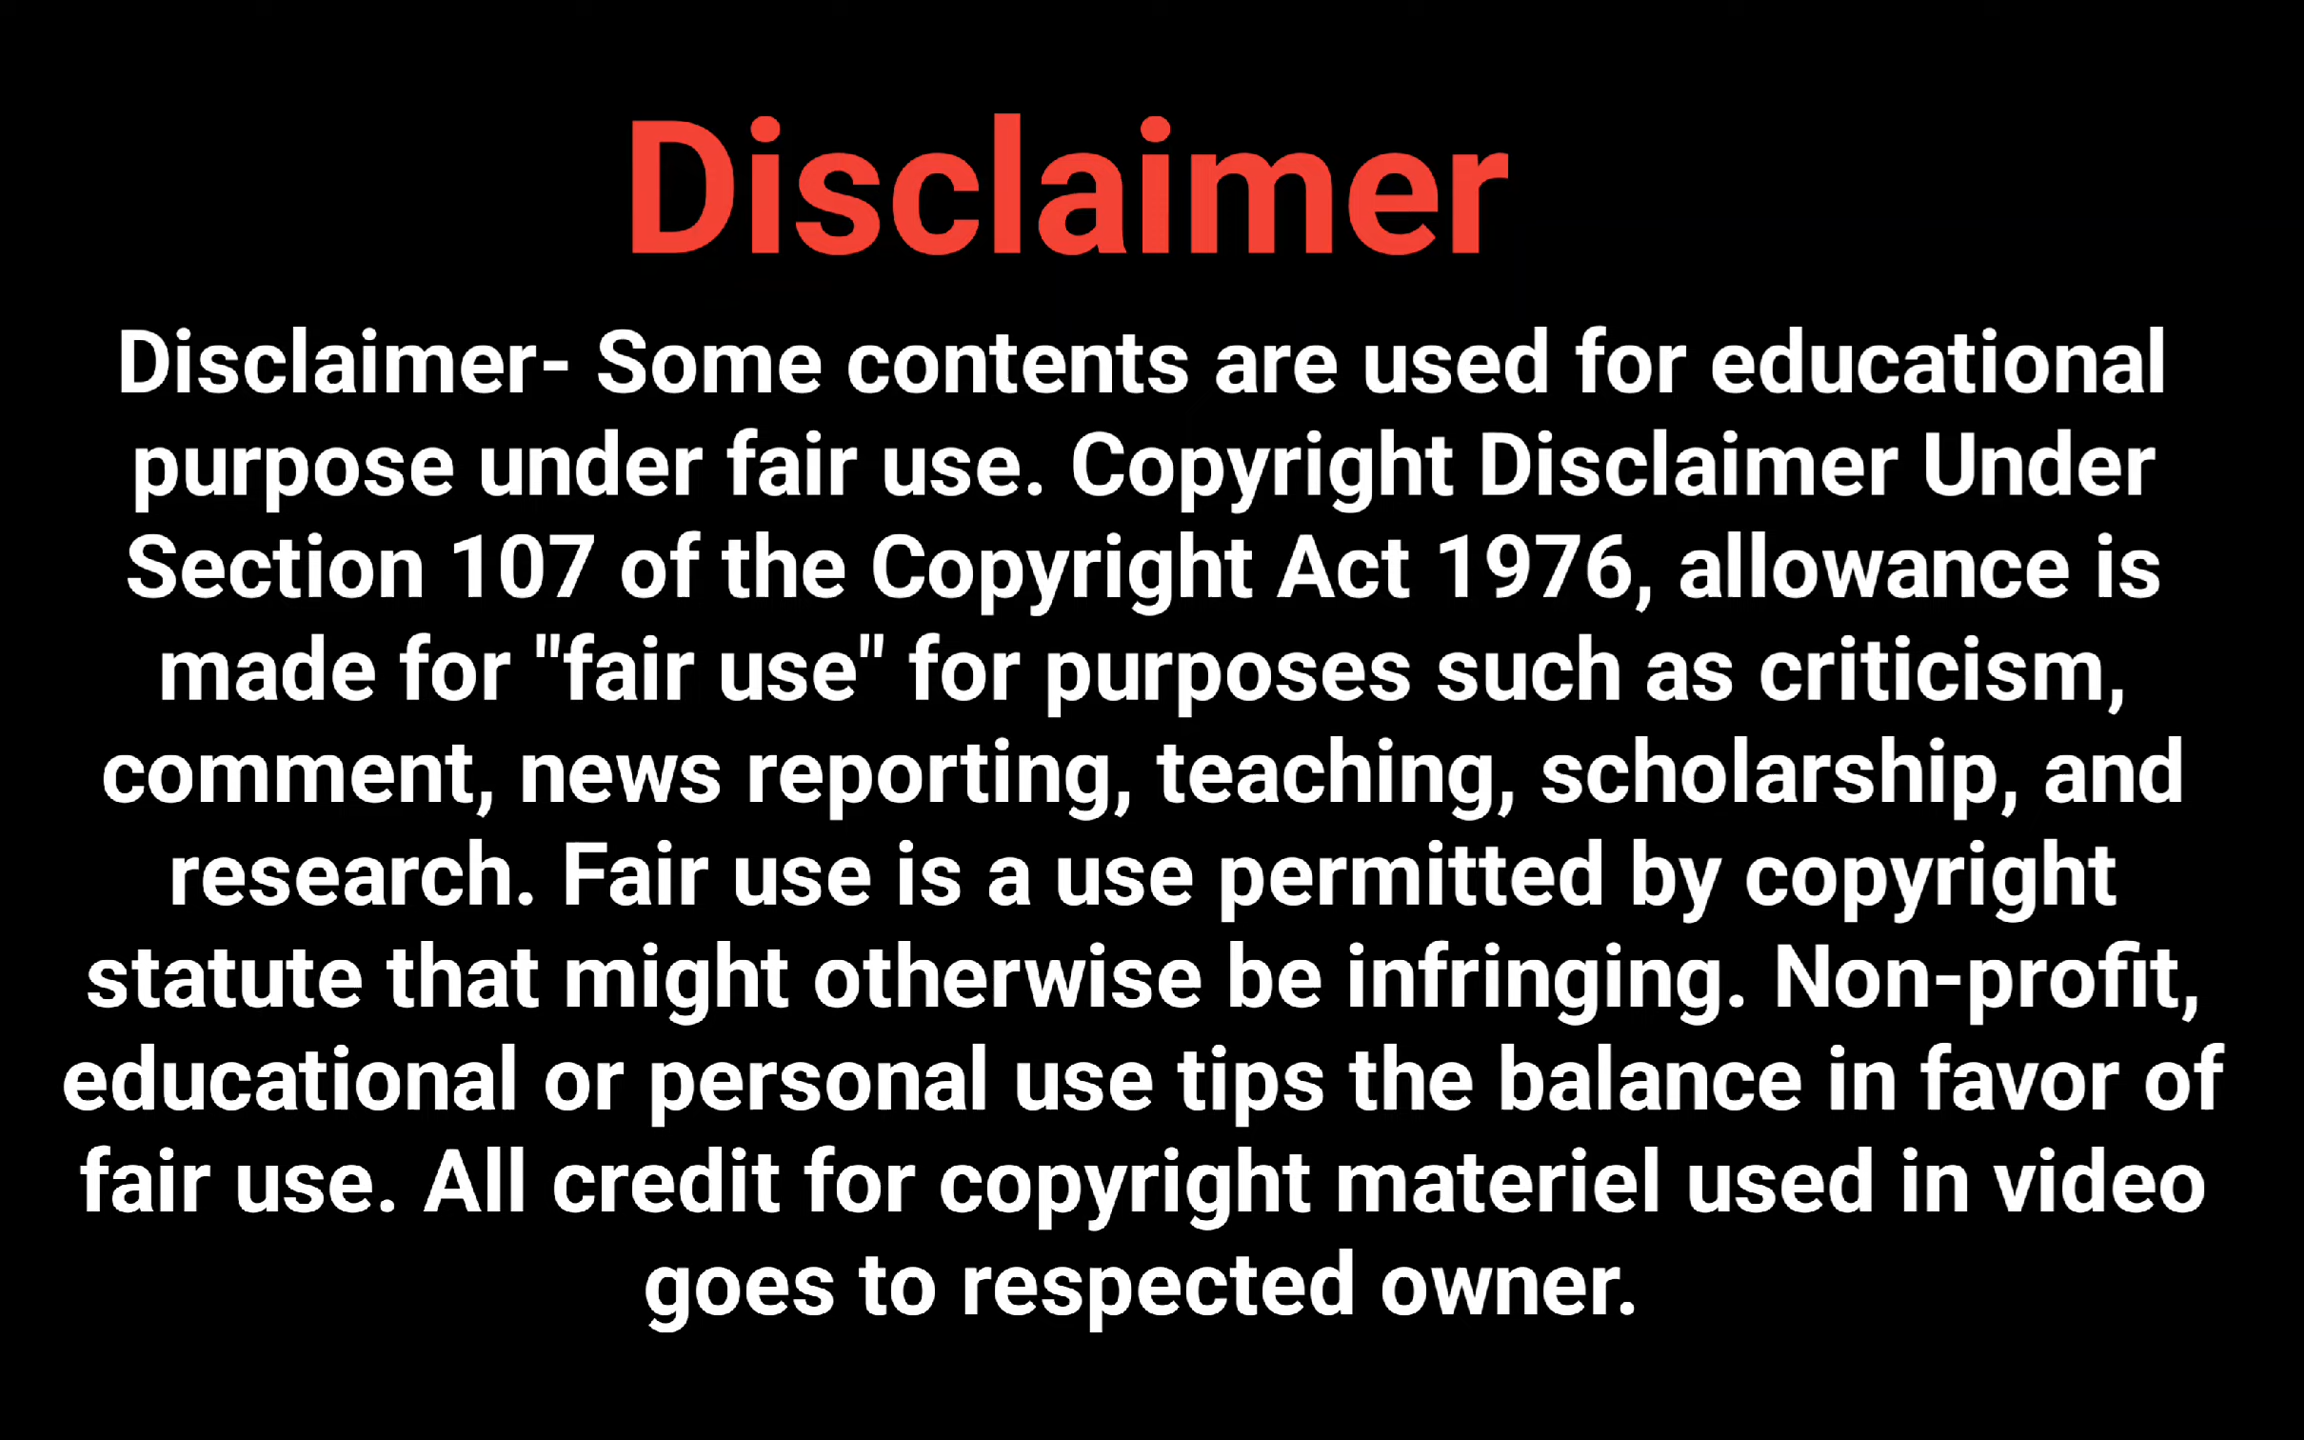 Disclaimer
Disclaimer- Some contents are used for educational
purpose under fair use. Copyright Disclaimer Under
Section 107 of the Copyright Act 1976, allowance is
made for "fair use" for purposes such as criticism,
comment, news reporting, teaching, scholarship, and
research. Fair use is a use permitted by copyright
statute that might otherwise be infringing. Non-profit,
educational or personal use tips the balance in favor of
fair use. All credit for copyright materiel used in video
goes to respected owner.